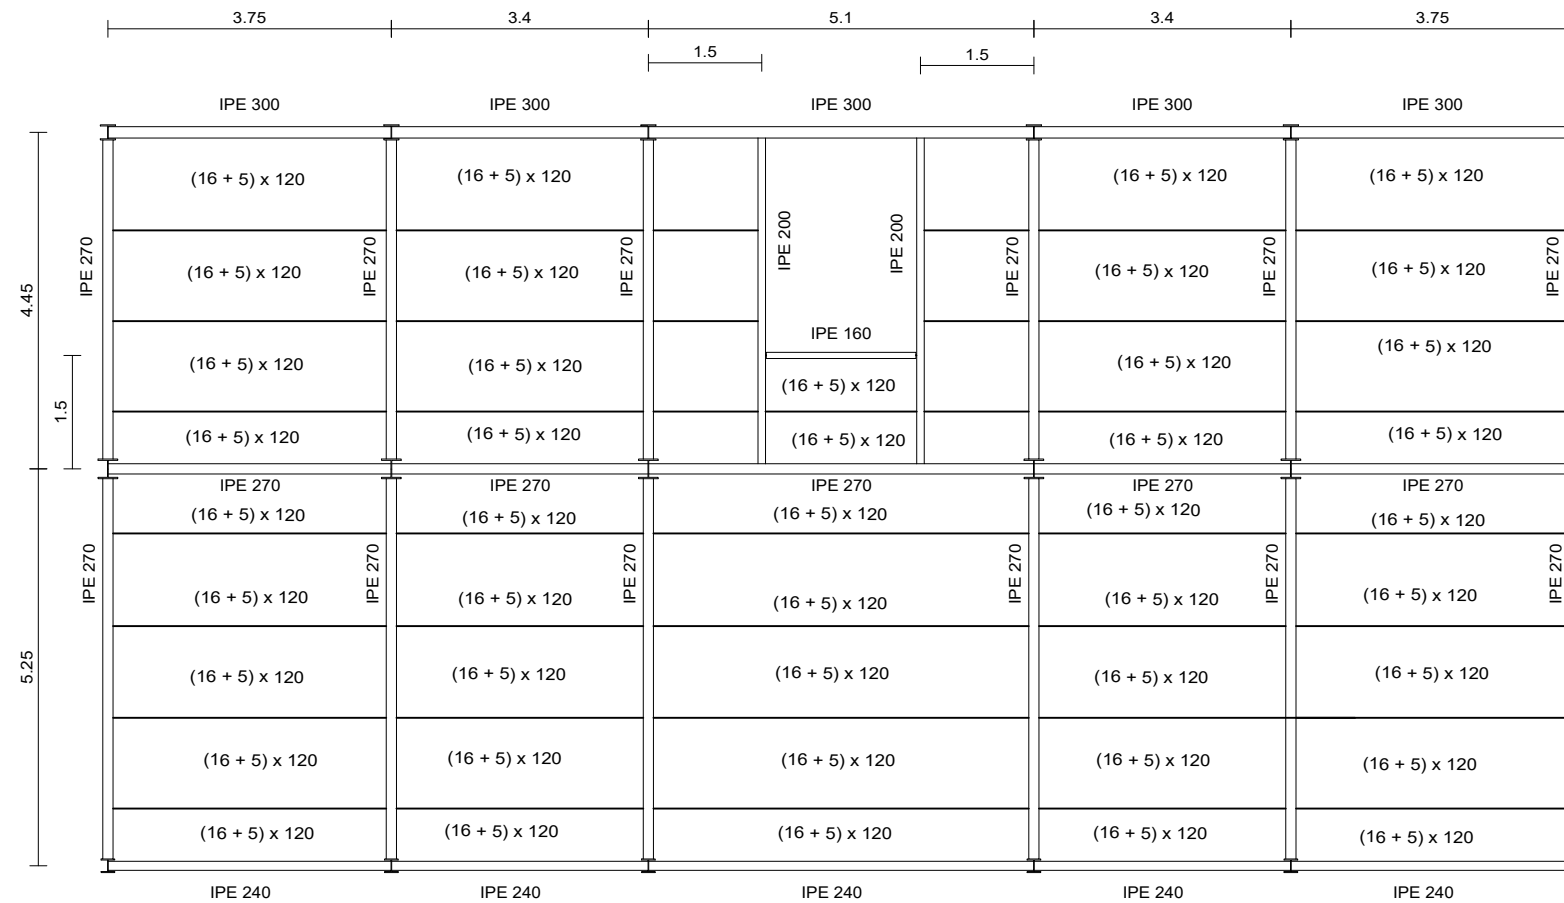 3.75 3.4 5.1 3.4 3.75
1.5 1.5
IPE 300 IPE 300 IPE 300 IPE 300 IPE 300
(16 + 5) x 120 (16 + 5) x 120 (16 + 5) x 120 (16 + 5) x 120
IPE 270 IPE 270 IPE 270 IPE 200 IPE 200 IPE 270 IPE 270 IPE 270
(16 + 5) x 120 (16 + 5) x 120 (16 + 5) x 120 (16 + 5) x 120
4.45
IPE 160
(16 + 5) x 120 (16 + 5) x 120 (16 + 5) x 120 (16 + 5) x 120
(16 + 5) x 120
1.5
(16 + 5) x 120 (16 + 5) x 120 (16 + 5) x 120 (16 + 5) x 120 (16 + 5) x 120
IPE 270 IPE 270 IPE 270 IPE 270 IPE 270
(16 + 5) x 120 (16 + 5) x 120 (16 + 5) x 120 (16 + 5) x 120 (16 + 5) x 120
IPE 270 IPE 270 IPE 270 IPE 270 IPE 270 IPE 270
(16 + 5) x 120 (16 + 5) x 120 (16 + 5) x 120 (16 + 5) x 120 (16 + 5) x 120
5.25
(16 + 5) x 120 (16 + 5) x 120 (16 + 5) x 120 (16 + 5) x 120 (16 + 5) x 120
(16 + 5) x 120 (16 + 5) x 120 (16 + 5) x 120 (16 + 5) x 120 (16 + 5) x 120
(16 + 5) x 120 (16 + 5) x 120 (16 + 5) x 120 (16 + 5) x 120 (16 + 5) x 120
IPE 240 IPE 240 IPE 240 IPE 240 IPE 240